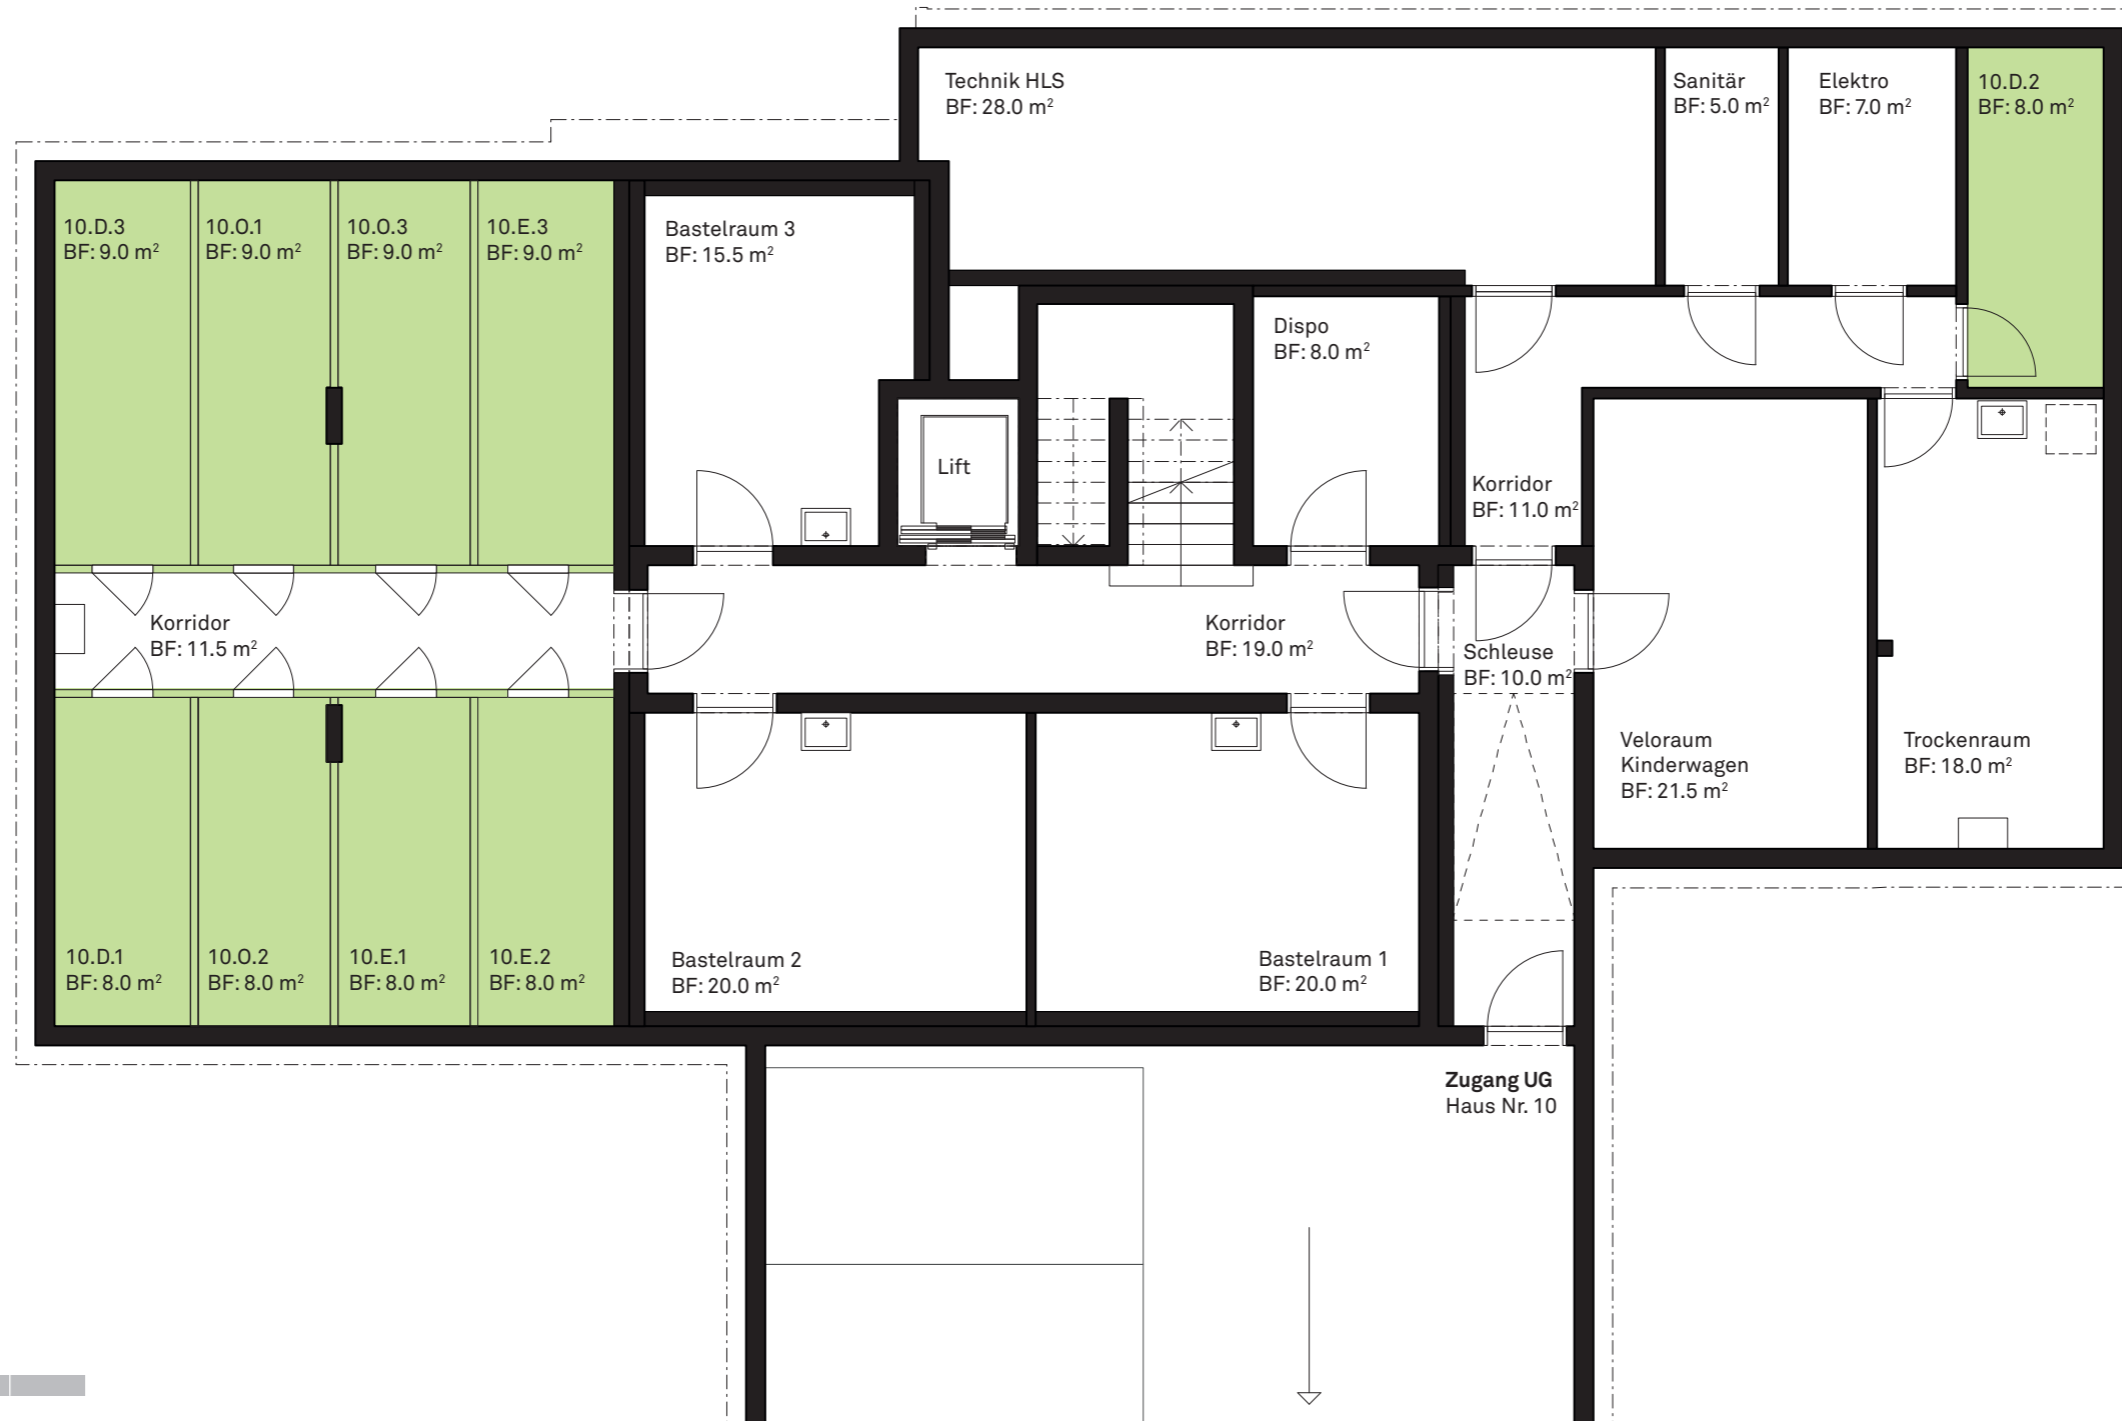 Technik HLS
BF: 28.0 m²
Sanitär
BF: 5.0 m²
Elektro
BF: 7.0 m²
10.D.2
BF: 8.0 m²
10.D.3
BF: 9.0 m²
10.O.1
BF: 9.0 m²
10.O.3
BF: 9.0 m²
10.E.3
BF: 9.0 m²
Bastelraum 3
BF: 15.5 m²
Dispo
BF: 8.0 m²
Lift
Korridor
BF: 11.0 m²
Korridor
BF: 11.5 m²
Korridor
BF: 19.0 m²
Schleuse
BF: 10.0 m²
Veloraum
Kinderwagen
BF: 21.5 m²
Trockenraum
BF: 18.0 m²
10.D.1
BF: 8.0 m²
10.O.2
BF: 8.0 m²
10.E.1
BF: 8.0 m²
10.E.2
BF: 8.0 m²
Bastelraum 2
BF: 20.0 m²
Bastelraum 1
BF: 20.0 m²
Zugang UG
Haus Nr. 10